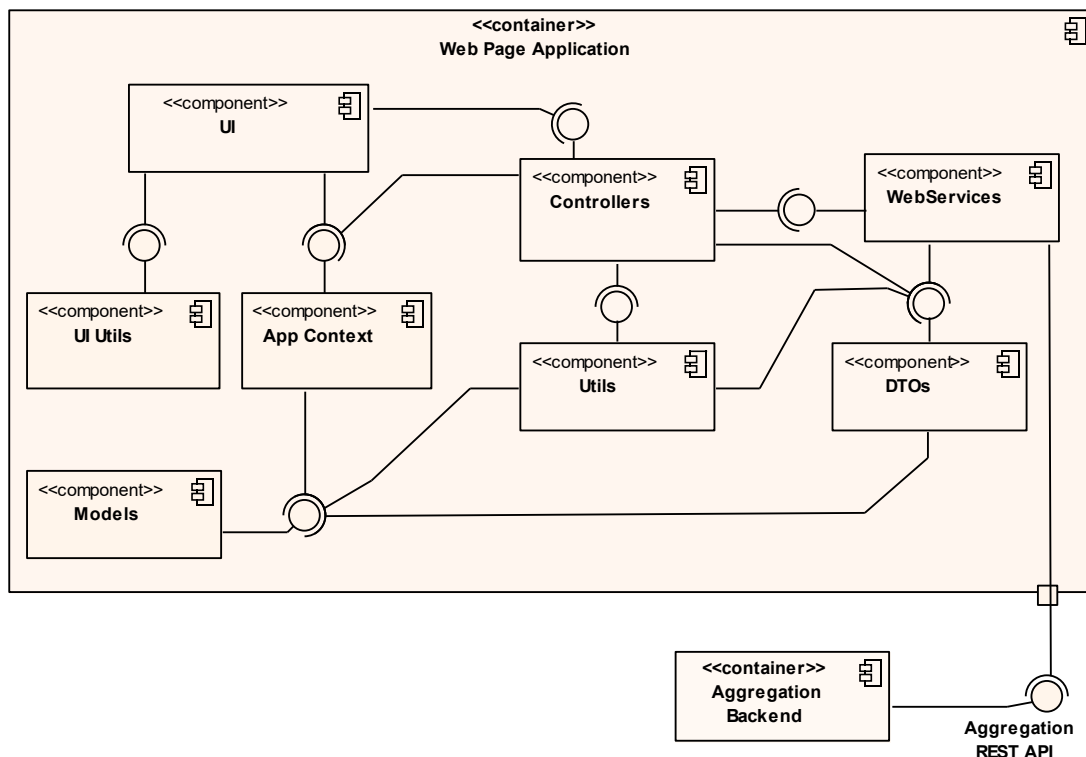 <<container>>
Web Page Application
<<component>>
UI
<<component>>
Controllers
<<component>>
WebServices
<<component>>
UI Utils
<<component>>
App Context
<<component>>
Utils
<<component>>
DTOs
<<component>>
Models
<<container>>
Aggregation
Backend
Aggregation
REST API